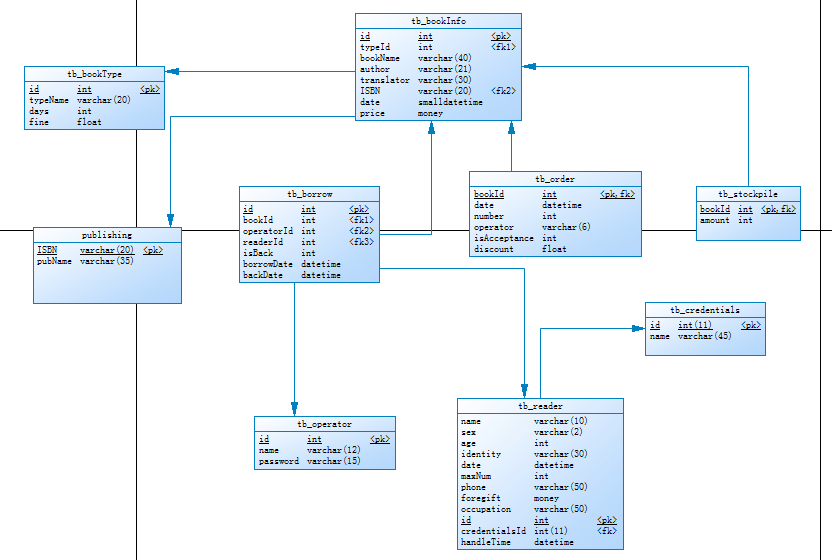 tb_bookInfo
id int <pk>
typeId int <fk1>
bookName varchar(40)
author varchar(21)
translator varchar(30)
ISBN varchar(20) <fk2>
date smalldatetime
price money
tb_bookType
id int <pk>
typeName varchar(20)
days int
fine float
tb_order
bookId int <pk,fk>
date datetime
number int
operator varchar(6)
isAcceptance int
discount float
tb_borrow
id int <pk>
bookId int <fk1>
operatorId int <fk2>
readerId int <fk3>
isBack int
borrowDate datetime
backDate datetime
tb_stockpile
bookId int <pk,fk>
amount int
publishing
ISBN varchar(20) <pk>
pubName varchar(35)
tb_credentials
id int(11) <pk>
name varchar(45)
tb_reader
name varchar(10)
sex varchar(2)
age int
identity varchar(30)
date datetime
maxNum int
phone varchar(50)
foregift money
occupation varchar(50)
id int <pk>
credentialsId int(11) <fk>
handleTime datetime
tb_operator
id int <pk>
name varchar(12)
password varchar(15)